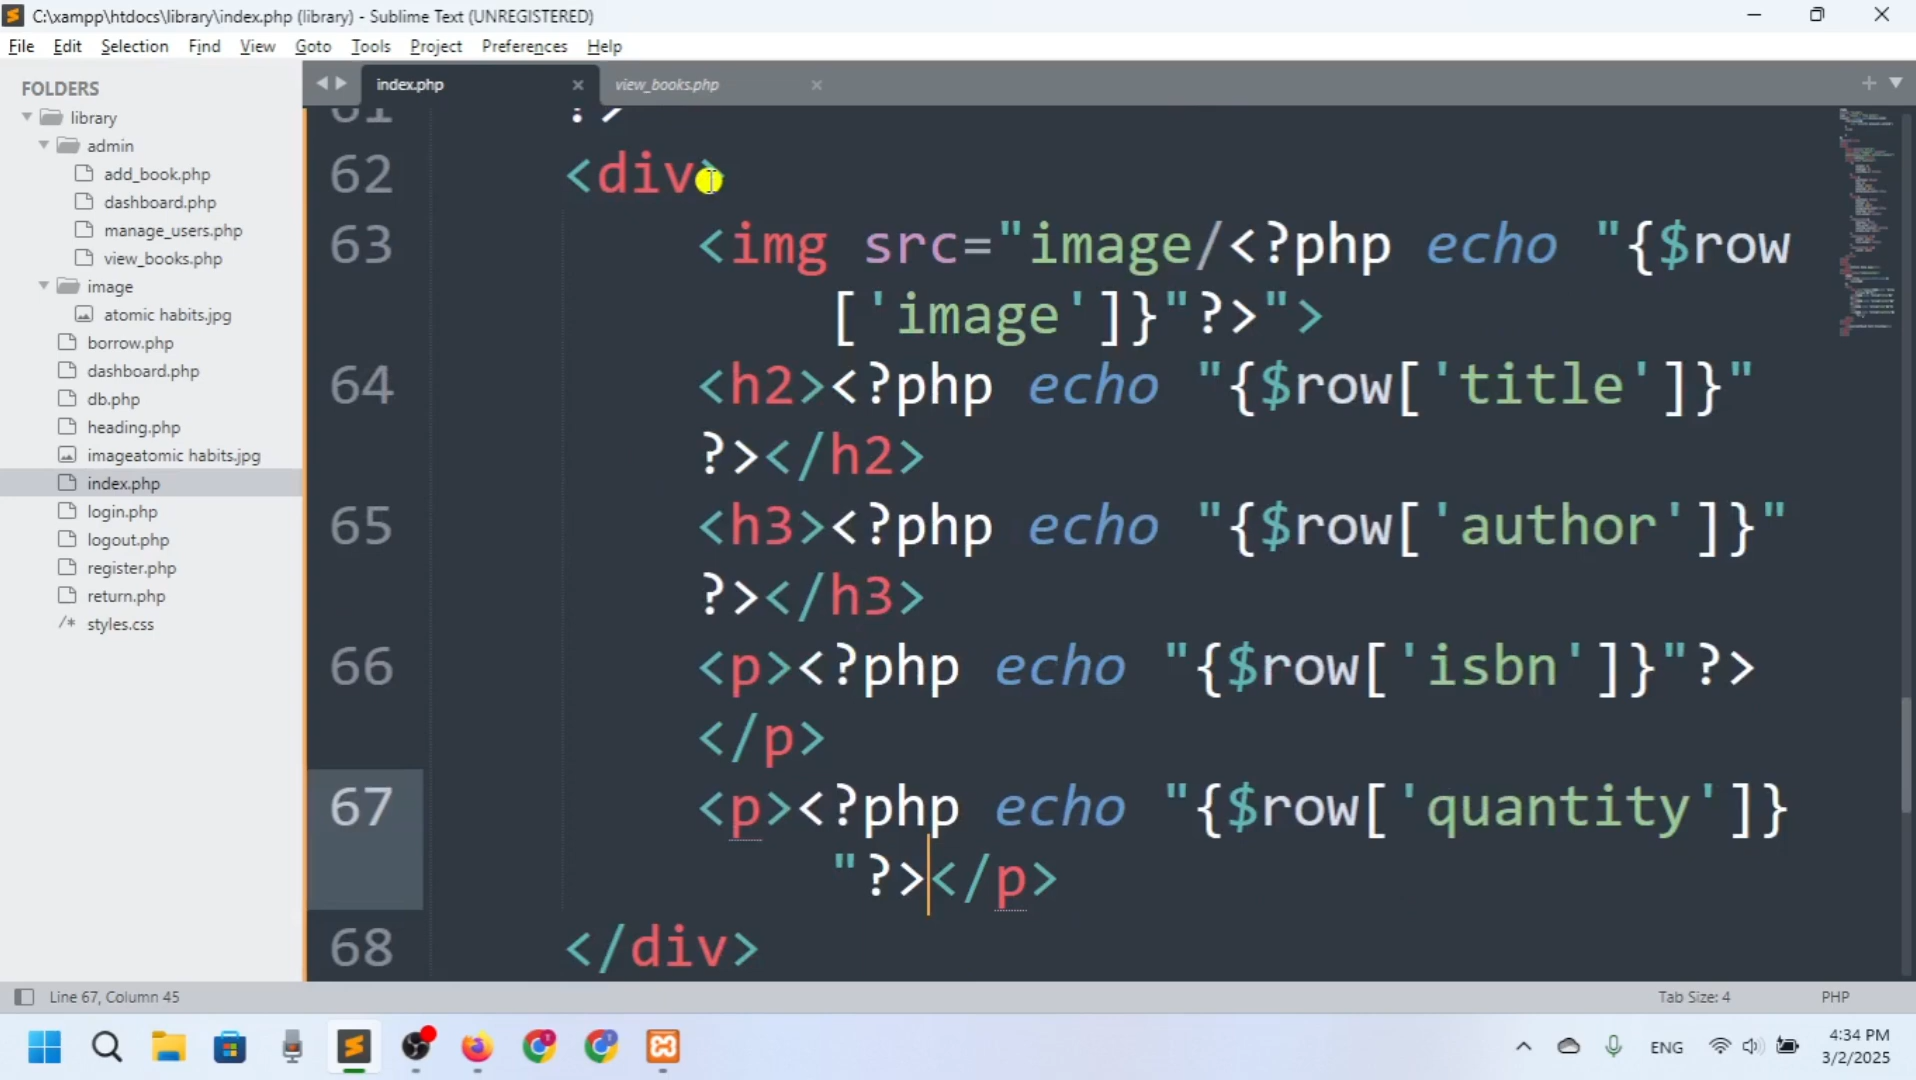 C:\xampp\htdocs\library\index.php (library) - Sublime Text (UNREGISTERED)
File Edit Selection Find View Goto Tools Project Preferences Help
FOLDERS
library
admin
add_book.php
dashboard.php
manage_users.php
view_books.php
image
atomic habits.jpg
borrow.php
dashboard.php
db.php
heading.php
imageatomic habits.jpg
index.php
login.php
logout.php
register.php
return.php
/* styles.css
index.php view_books.php
61 ?>
62 <div>
63 <img src="image/<?php echo "{$row
['image']}"?>">
64 <h2><?php echo "{$row['title']}"
?></h2>
65 <h3><?php echo "{$row['author']}"
?></h3>
66 <p><?php echo "{$row['isbn']}"?>
</p>
67 <p><?php echo "{$row['quantity']}
"?></p>
68 </div>
Line 67, Column 45 Tab Size: 4 PHP
ENG
4:34 PM
3/2/2025